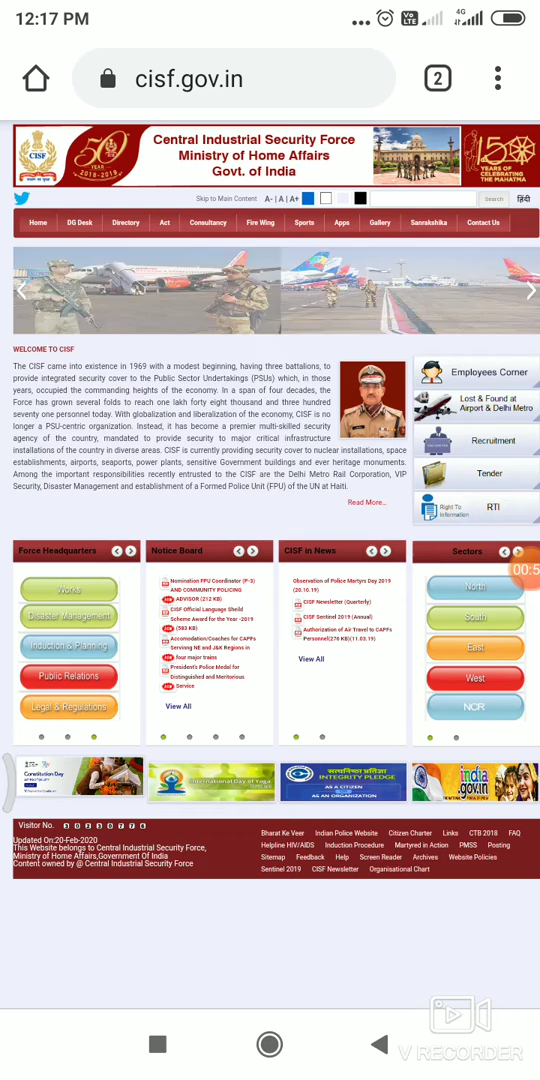 12:17 PM
Vo LTE
4G
cisf.gov.in
2
CISF
50
YEAR
2018-2019
Central Industrial Security Force
Ministry of Home Affairs
Govt. of India
150
YEARS OF
CELEBRATING
THE MAHATMA
Skip to Main Content A- | A | A+ Search हिंदी
Home DG Desk Directory Act Consultancy Fire Wing Sports Apps Gallery Sanrakshika Contact Us
WELCOME TO CISF
The CISF came into existence in 1969 with a modest beginning, having three battalions, to
provide integrated security cover to the Public Sector Undertakings (PSUs) which, in those
years, occupied the commanding heights of the economy. In a span of four decades, the
Force has grown several folds to reach one lakh forty eight thousand and three hundred
seventy one personnel today. With globalization and liberalization of the economy, CISF is no
longer a PSU-centric organization. Instead, it has become a premier multi-skilled security
agency of the country, mandated to provide security to major critical infrastructure
installations of the country in diverse areas. CISF is currently providing security cover to nuclear installations, space
establishments, airports, seaports, power plants, sensitive Government buildings and ever heritage monuments.
Among the important responsibilities recently entrusted to the CISF are the Delhi Metro Rail Corporation, VIP
Security, Disaster Management and establishment of a Formed Police Unit (FPU) of the UN at Haiti.
Read More...
Employees Corner
Lost & Found at
Airport & Delhi Metro
Recruitment
Tender
Right To
Information
RTI
Force Headquarters
Works
Disaster Management
Induction & Planning
Public Relations
Legal & Regulations
Notice Board
Nomination FPU Coordinator (P-3)
AND COMMUNITY POLICING
ADVISOR (212 KB)
CISF Official Language Sheild
Scheme Award for the Year -2019
(583 KB)
Accomodation/Coaches for CAPFs
Servinng NE and J&K Regions in
four major trains
President's Police Medal for
Distinguished and Meritorious
Service
View All
CISF in News
Observation of Police Martyrs Day 2019
(20.10.19)
CISF Newsletter (Quarterly)
CISF Sentinel 2019 (Annual)
Authorization of Air Travel to CAPFs
Personnel(276 KB)(11.03.19)
View All
Sectors
00:5
North
South
East
West
NCR
Constitution Day
International Day of Yoga
सत्यनिष्ठा प्रतिज्ञा
INTEGRITY PLEDGE
AS A CITIZEN
AS AN ORGANIZATION
india
.gov.in
Visitor No. 30230776
Updated On:20-Feb-2020
This Website belongs to Central Industrial Security Force,
Ministry of Home Affairs,Government Of India
Content owned by @ Central Industrial Security Force
Bharat Ke Veer Indian Police Website Citizen Charter Links CTB 2018 FAQ
Helpline HIV/AIDS Induction Procedure Martyred in Action PMSS Posting
Sitemap Feedback Help Screen Reader Archives Website Policies
Sentinel 2019 CISF Newsletter Organisational Chart
V RECORDER